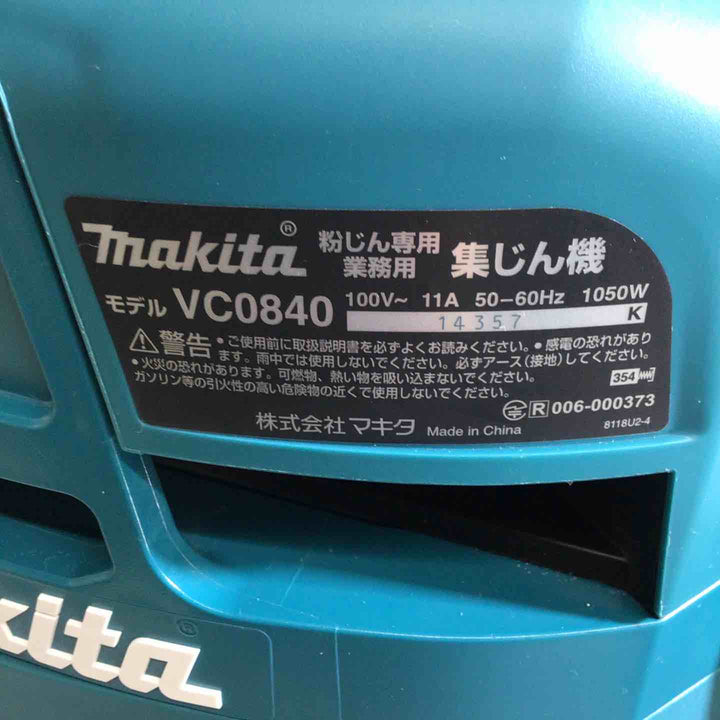 makita® 粉じん専用 業務用 集じん機
モデル VC0840 100V~ 11A 50-60Hz 1050W
14357 K
⚠警告 •ご使用前に取扱説明書を必ずよくお読みください。•感電の恐れがあり
ます。雨中では使用しないでください。必ずアース(接地)してください。
•火災の恐れがあります。可燃物、熱い物を吸い込まないでください。
ガソリン等の引火性の高い危険物の近くで使用しないでください。
354
R 006-000373
株式会社マキタ Made in China 8118U2-4
kita®